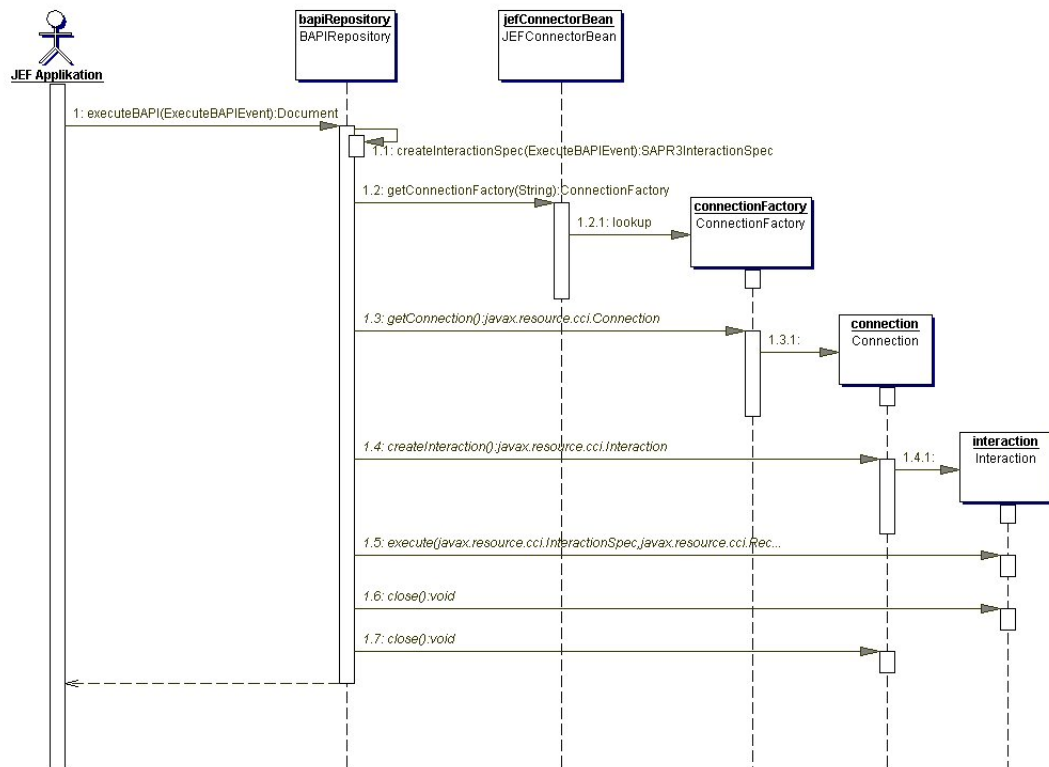 bapiRepository
BAPIRepository
jefConnectorBean
JEFConnectorBean
JEF Applikation
1: executeBAPI(ExecuteBAPIEvent):Document
1.1: createInteractionSpec(ExecuteBAPIEvent):SAPR3InteractionSpec
1.2: getConnectionFactory(String):ConnectionFactory
connectionFactory
ConnectionFactory
1.2.1: lookup
1.3: getConnection():javax.resource.cci.Connection
connection
Connection
1.3.1:
1.4: createInteraction():javax.resource.cci.Interaction
interaction
Interaction
1.4.1:
1.5: execute(javax.resource.cci.InteractionSpec,javax.resource.cci.Rec...
1.6: close():void
1.7: close():void